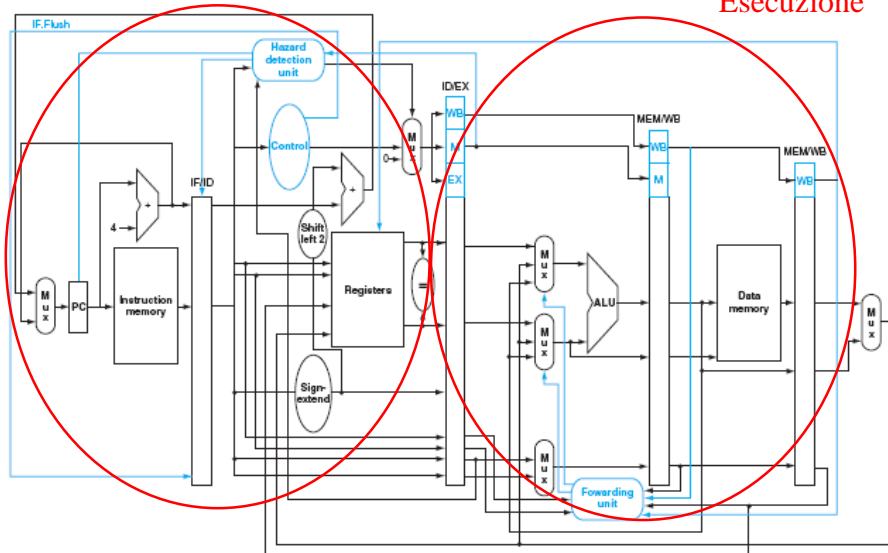 Esecuzione
IF.Flush
Hazard
detection
unit
ID/EX
WB
MEM/WB
Control
M
u
x
M
WB
MEM/WB
0
IF/ID
EX
M
WB
+
+
4
Shift
left 2
M
u
x
M
u
x
PC
Instruction
memory
Registers
=
ALU
Data
memory
M
u
x
M
u
x
Sign-
extend
M
u
x
Fowarding
unit